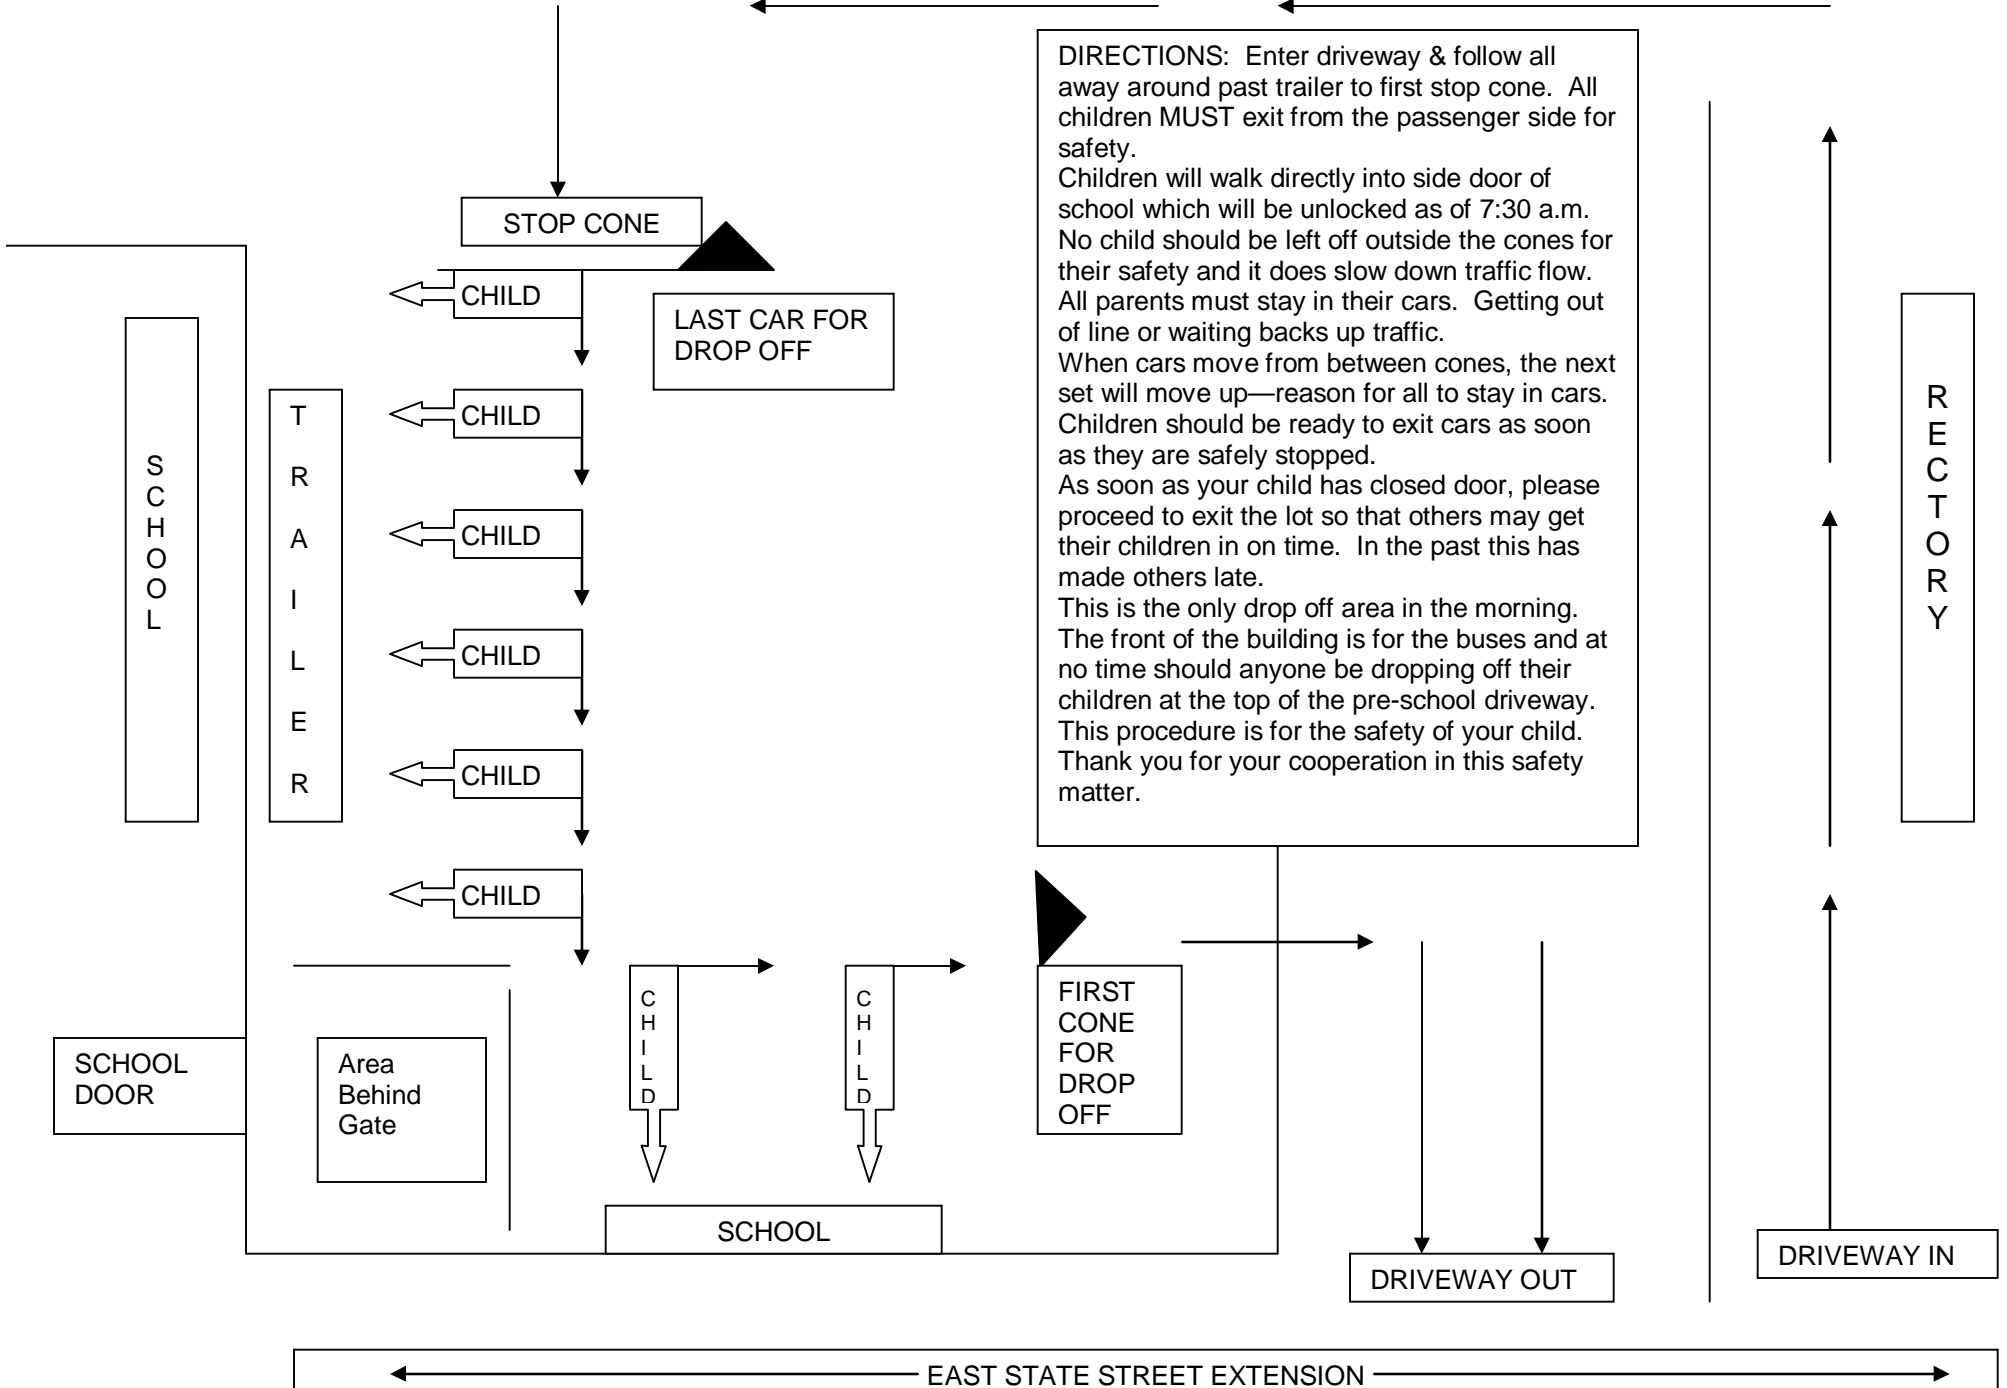 DIRECTIONS: Enter driveway & follow all
away around past trailer to first stop cone. All
children MUST exit from the passenger side for
safety.
Children will walk directly into side door of
school which will be unlocked as of 7:30 a.m.
No child should be left off outside the cones for
their safety and it does slow down traffic flow.
All parents must stay in their cars. Getting out
of line or waiting backs up traffic.
When cars move from between cones, the next
set will move up—reason for all to stay in cars.
Children should be ready to exit cars as soon
as they are safely stopped.
As soon as your child has closed door, please
proceed to exit the lot so that others may get
their children in on time. In the past this has
made others late.
This is the only drop off area in the morning.
The front of the building is for the buses and at
no time should anyone be dropping off their
children at the top of the pre-school driveway.
This procedure is for the safety of your child.
Thank you for your cooperation in this safety
matter.
STOP CONE
LAST CAR FOR
DROP OFF
CHILD
CHILD
CHILD
CHILD
CHILD
CHILD
SCHOOL
TRAILER
RECTORY
SCHOOL
DOOR
Area
Behind
Gate
CHILD
CHILD
FIRST
CONE
FOR
DROP
OFF
SCHOOL
DRIVEWAY OUT
DRIVEWAY IN
EAST STATE STREET EXTENSION